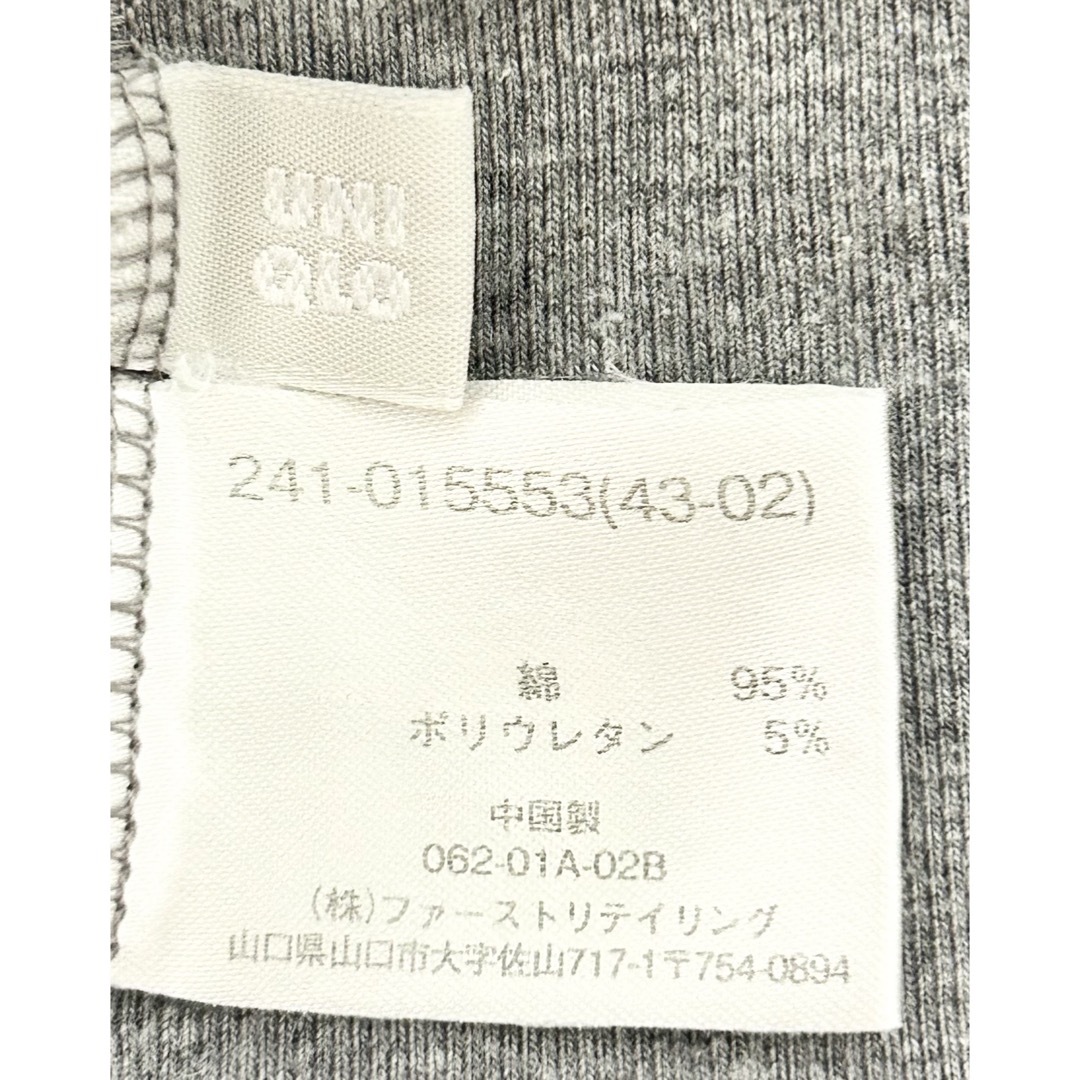 UNI
QLO
241-015553(43-02)
綿 95%
ポリウレタン 5%
中国製
062-01A-02B
(株)ファーストリテイリング
山口県山口市大字佐山717-1〒754-0894